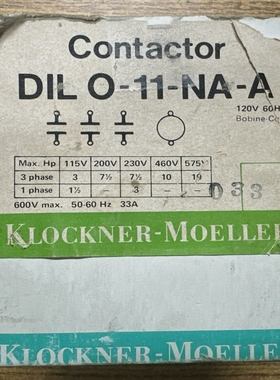 Contactor
DIL O-11-NA-A
120V 60H
Bobine-Co
Max. Hp 115V 200V 230V 460V 575V
3 phase 3 7½ 7½ 10 10
1 phase 1½ – 3 – –
033
600V max. 50-60 Hz 33A
KLOCKNER-MOELLE
KLOCKNER-MOELLER